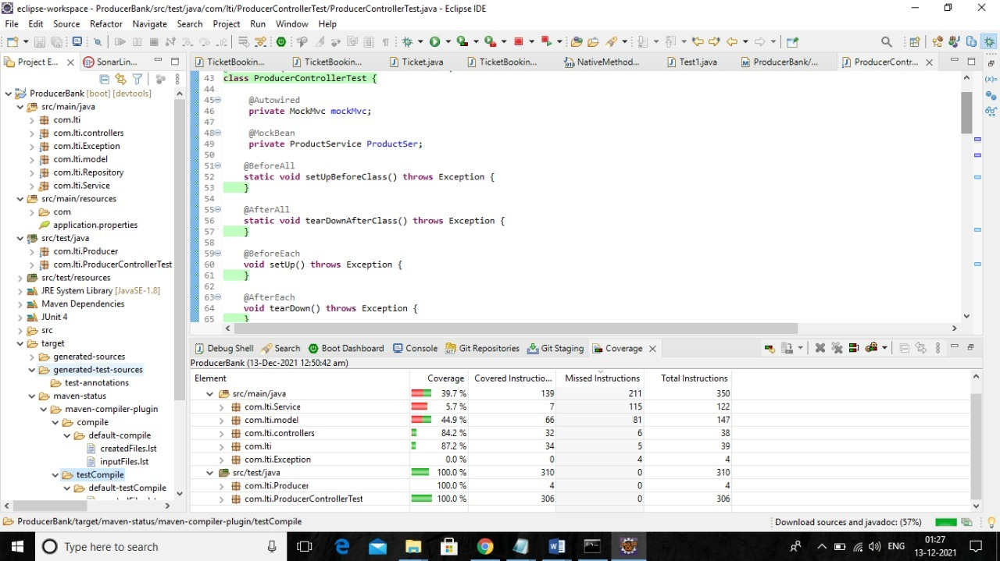 eclipse-workspace - ProducerBank/src/test/java/com/lti/ProducerControllerTest/ProducerControllerTest.java - Eclipse IDE
File Edit Source Refactor Navigate Search Project Run Window Help
Project E... SonarLin...
TicketBookin... TicketBookin... Ticket.java TicketBookin... NativeMethod... Test1.java ProducerBank/... ProducerContr...
ProducerBank [boot] [devtools]
src/main/java
com.lti
com.lti.controllers
com.lti.Exception
com.lti.model
com.lti.Repository
com.lti.Service
src/main/resources
com
application.properties
src/test/java
com.lti.Producer
com.lti.ProducerControllerTest
src/test/resources
JRE System Library [JavaSE-1.8]
Maven Dependencies
JUnit 4
src
target
generated-sources
generated-test-sources
test-annotations
maven-status
maven-compiler-plugin
compile
default-compile
createdFiles.lst
inputFiles.lst
testCompile
default-testCompile
43 class ProducerControllerTest {
44
45 @Autowired
46 private MockMvc mockMvc;
47
48 @MockBean
49 private ProductService ProductSer;
50
51 @BeforeAll
52 static void setUpBeforeClass() throws Exception {
53 }
54
55 @AfterAll
56 static void tearDownAfterClass() throws Exception {
57 }
58
59 @BeforeEach
60 void setUp() throws Exception {
61 }
62
63 @AfterEach
64 void tearDown() throws Exception {
65 }
Debug Shell Search Boot Dashboard Console Git Repositories Git Staging Coverage
ProducerBank (13-Dec-2021 12:50:42 am)
Element Coverage Covered Instructio... Missed Instructions Total Instructions
src/main/java 39.7 % 139 211 350
com.lti.Service 5.7 % 7 115 122
com.lti.model 44.9 % 66 81 147
com.lti.controllers 84.2 % 32 6 38
com.lti 87.2 % 34 5 39
com.lti.Exception 0.0 % 0 4 4
src/test/java 100.0 % 310 0 310
com.lti.Producer 100.0 % 4 0 4
com.lti.ProducerControllerTest 100.0 % 306 0 306
ProducerBank/target/maven-status/maven-compiler-plugin/testCompile
Download sources and javadoc: (57%)
Type here to search
ENG
01:27
13-12-2021